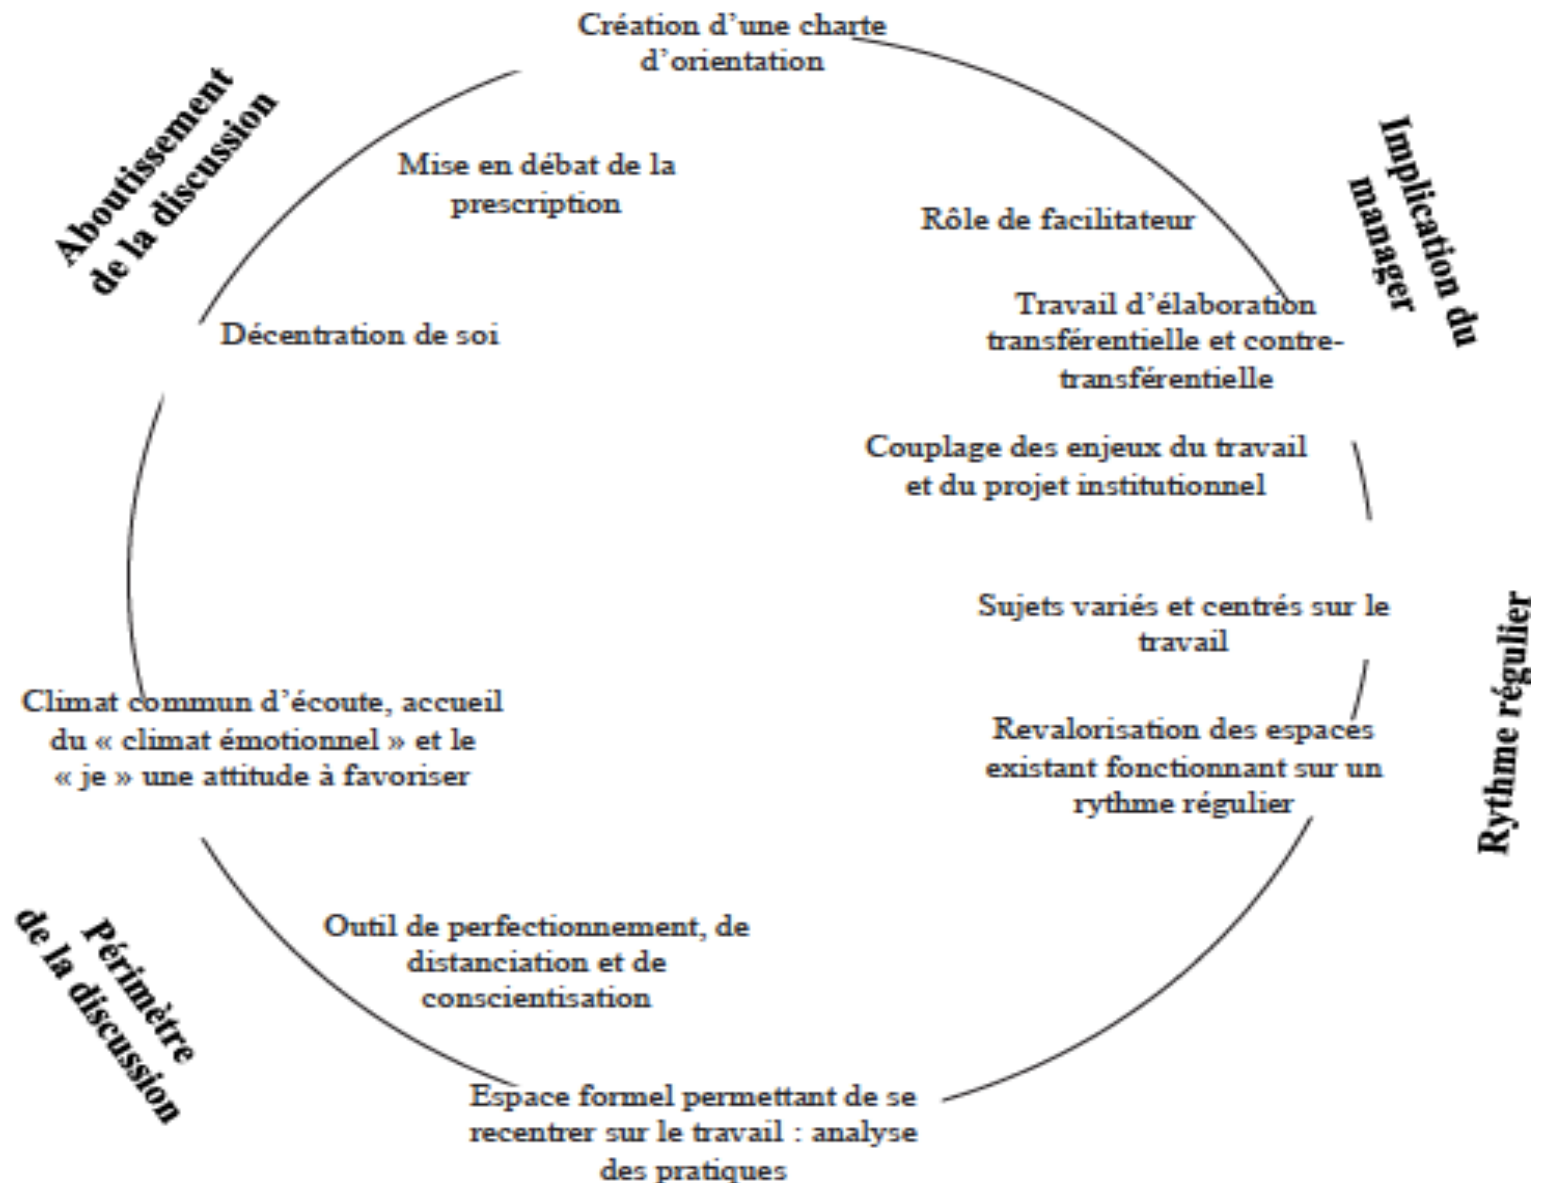 Création d’une charte
d’orientation
Aboutissement
de la discussion
Implication du
manager
Mise en débat de la
prescription
Rôle de facilitateur
Travail d’élaboration
transférentielle et contre-
transférentielle
Décentration de soi
Couplage des enjeux du travail
et du projet institutionnel
Sujets variés et centrés sur le
travail
Rythme régulier
Climat commun d’écoute, accueil
du « climat émotionnel » et le
« je » une attitude à favoriser
Revalorisation des espaces
existant fonctionnant sur un
rythme régulier
Périmètre
de la discussion
Outil de perfectionnement, de
distanciation et de
conscientisation
Espace formel permettant de se
recentrer sur le travail : analyse
des pratiques